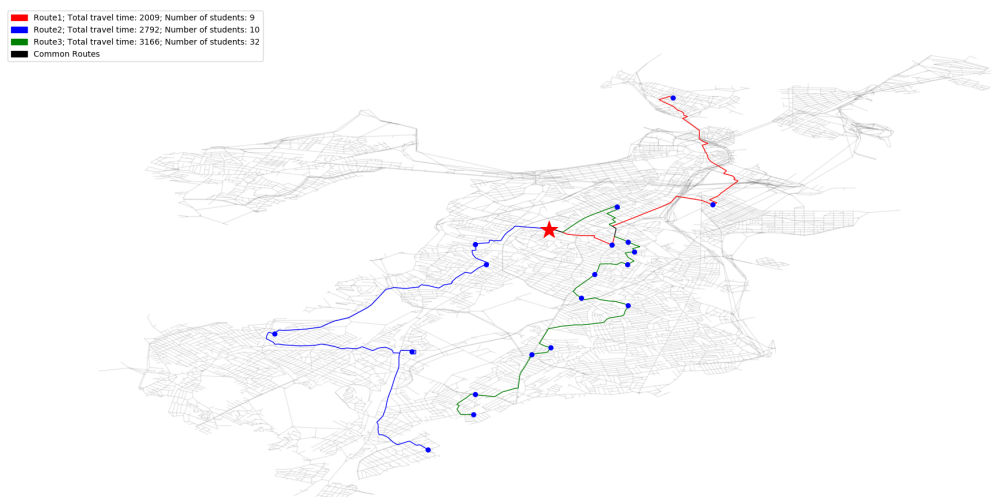 Route1; Total travel time: 2009; Number of students: 9
Route2; Total travel time: 2792; Number of students: 10
Route3; Total travel time: 3166; Number of students: 32
Common Routes